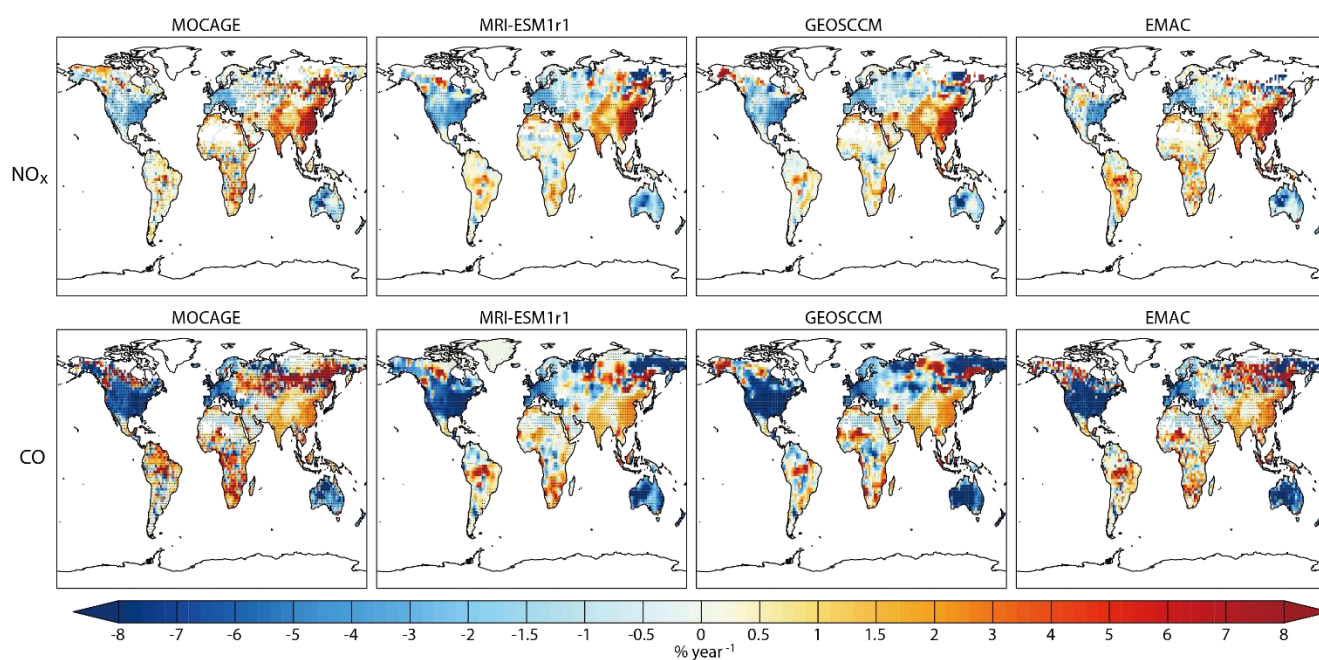 MOCAGE MRI-ESM1r1 GEOSCCM EMAC
NOx
MOCAGE MRI-ESM1r1 GEOSCCM EMAC
CO
-8 -7 -6 -5 -4 -3 -2 -1.5 -1 -0.5 0 0.5 1 1.5 2 3 4 5 6 7 8
% year-1